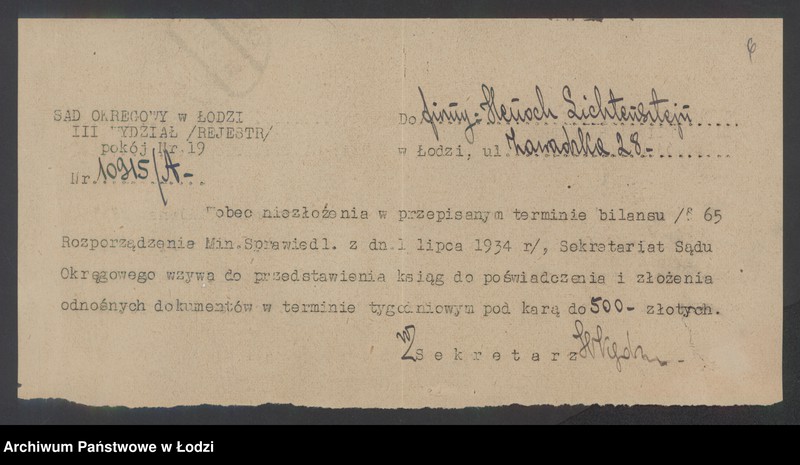 6
SĄD OKRĘGOWY w ŁODZI
III WYDZIAŁ /REJESTR/
pokój Nr.19
Nr. 10915/A-
Do firmy: Henoch Lichtensztejn
w Łodzi, ul Zawadzka 28.-
Wobec niezłożenia w przepisanym terminie bilansu /§ 65
Rozporządzenie Min.Sprawiedl. z dn.1 lipca 1934 r/, Sekretariat Sądu
Okręgowego wzywa do przedstawienia ksiąg do poświadczenia i złożenia
odnośnych dokumentów w terminie tygodniowym pod karą do 500- złotych.
Sekretarz
Archiwum Państwowe w Łodzi